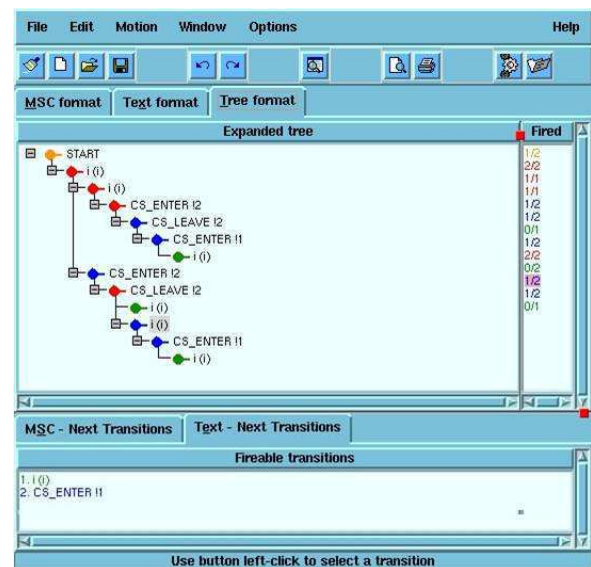 File Edit Motion Window Options Help
MSC format Text format Tree format
Expanded tree Fired
START 1/2
i (i) 2/2
i (i) 1/1
CS_ENTER !2 1/1
CS_LEAVE !2 1/2
CS_ENTER !1 1/2
i (i) 0/1
CS_ENTER !2 1/2
CS_LEAVE !2 2/2
i (i) 0/2
i (i) 1/2
CS_ENTER !1 1/2
i (i) 0/1
MSC - Next Transitions Text - Next Transitions
Fireable transitions
1. i (i)
2. CS_ENTER !1
Use button left-click to select a transition